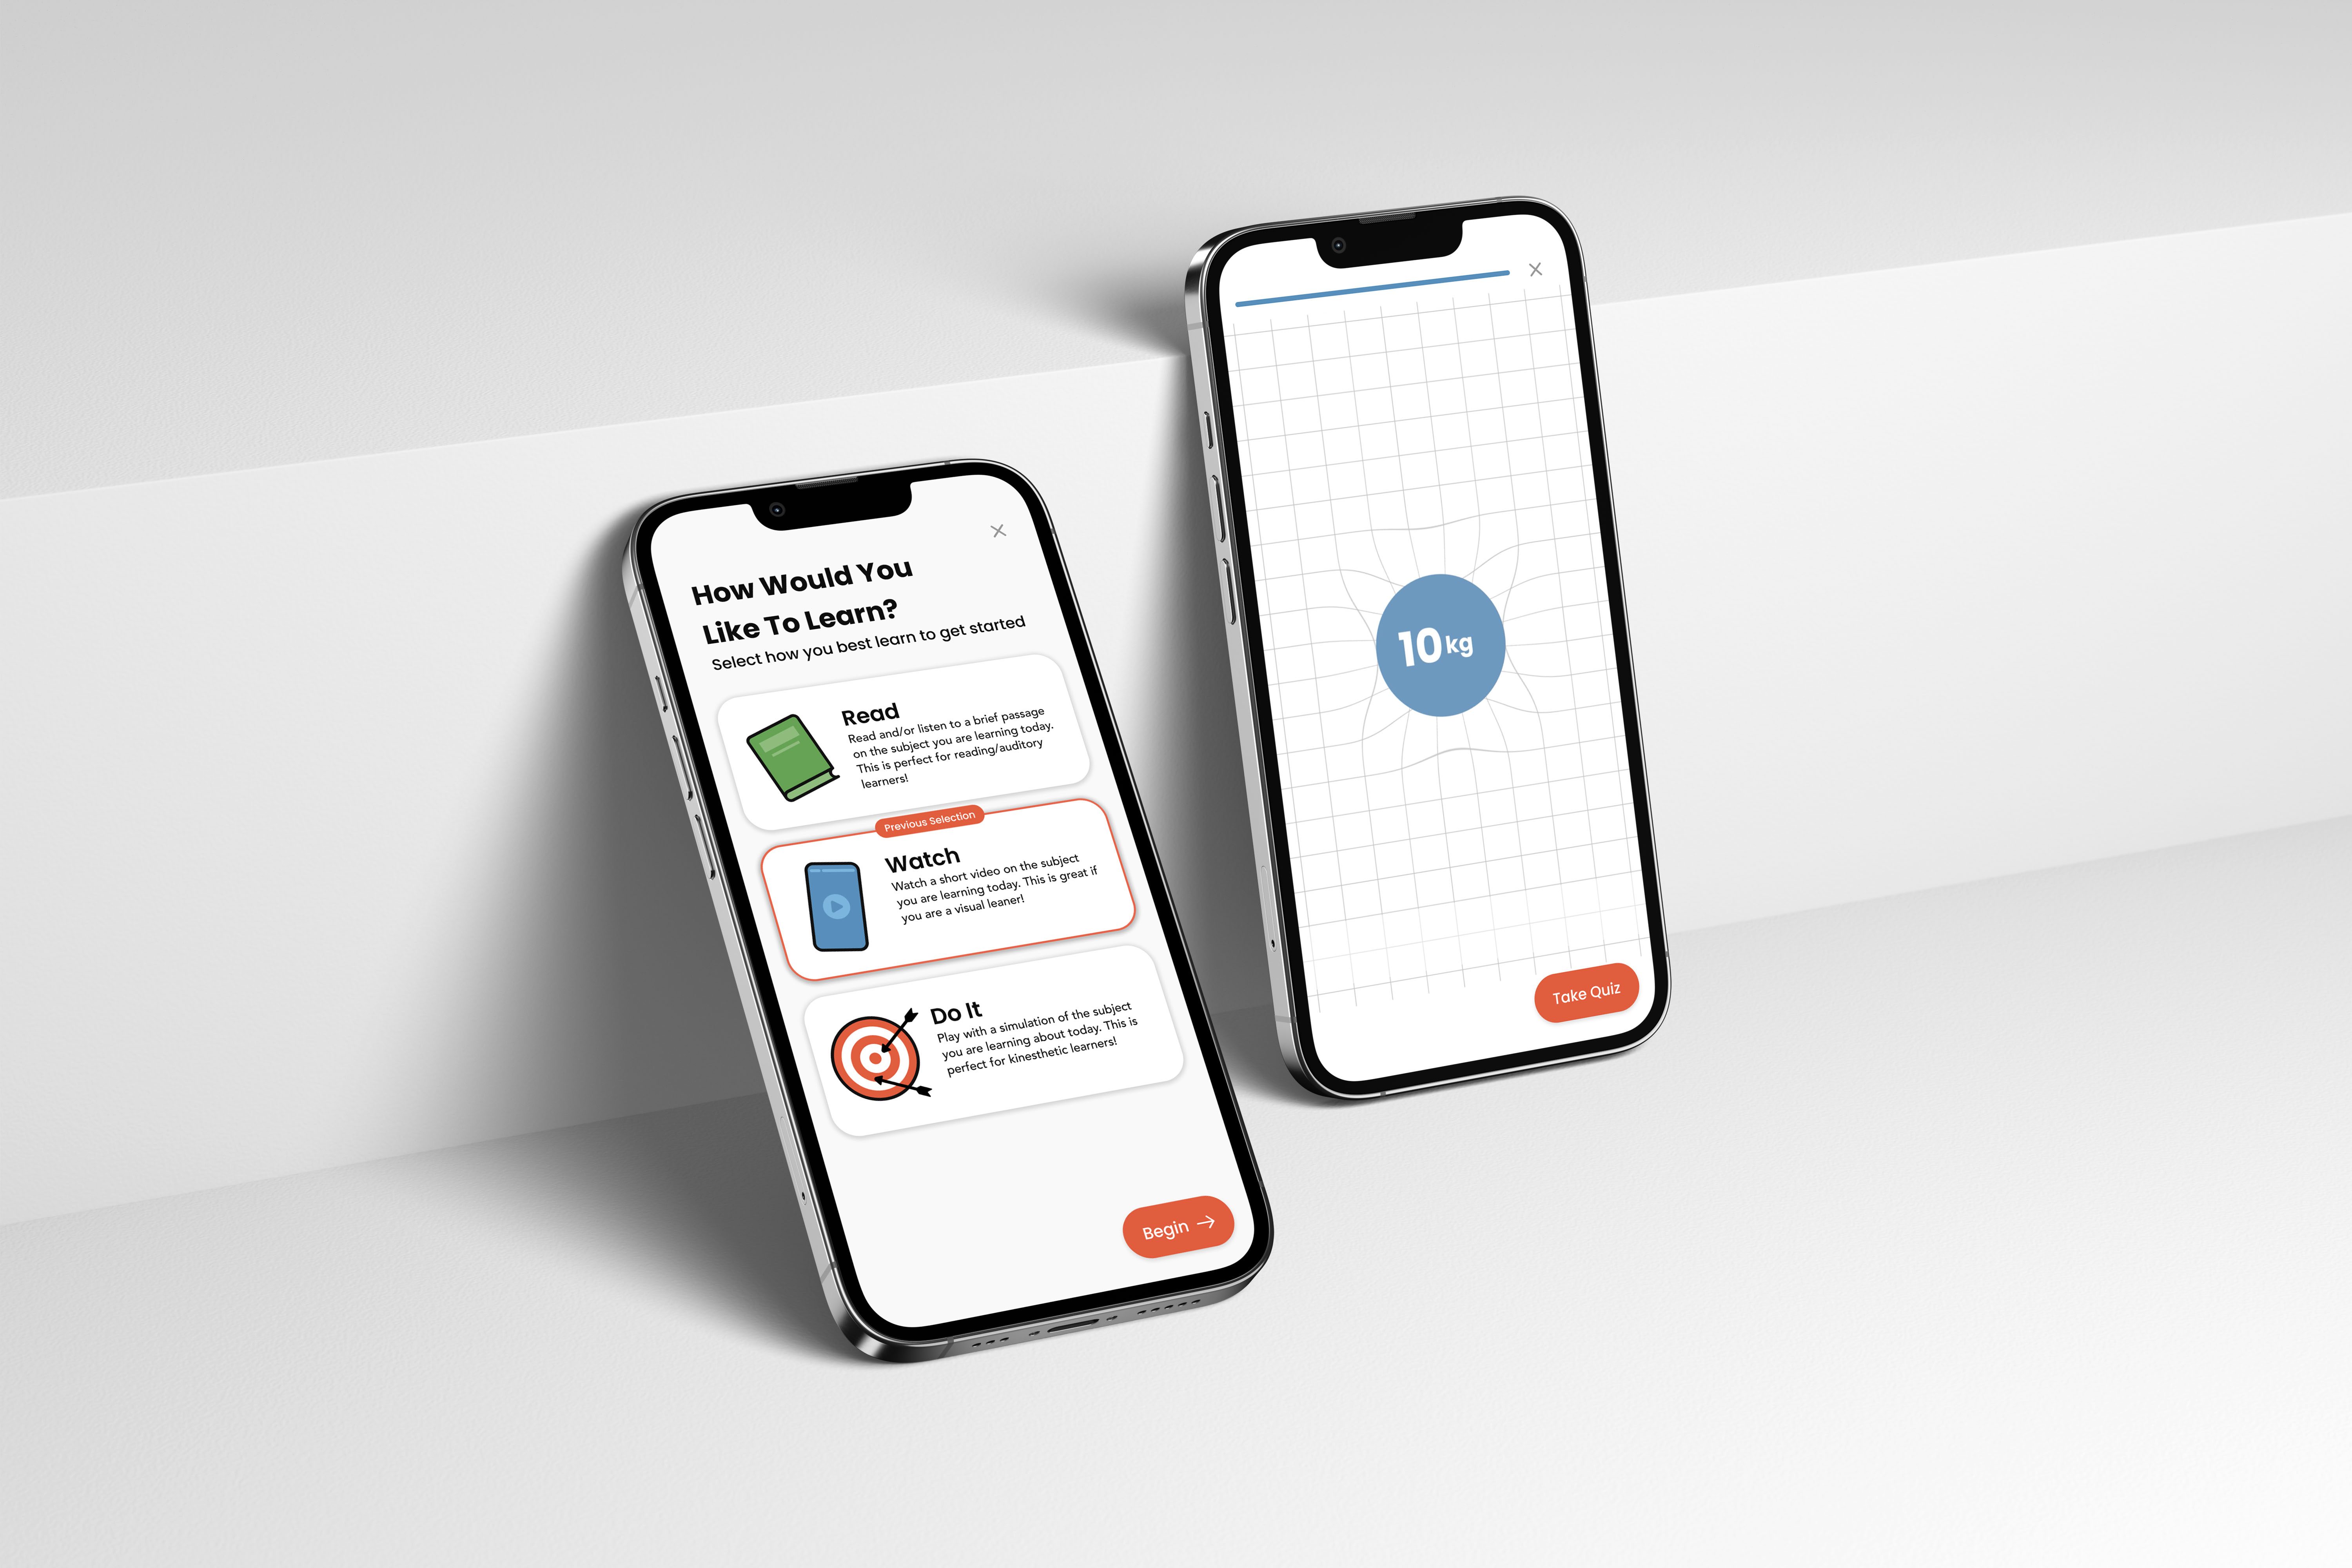 How Would You
Like To Learn?
Select how you best learn to get started
Read
Read and/or listen to a brief passage
on the subject you are learning today.
This is perfect for reading/auditory
learners!
Previous Selection
Watch
Watch a short video on the subject
you are learning today. This is great if
you are a visual leaner!
Do It
Play with a simulation of the subject
you are learning about today. This is
perfect for kinesthetic learners!
Begin →
10 kg
Take Quiz